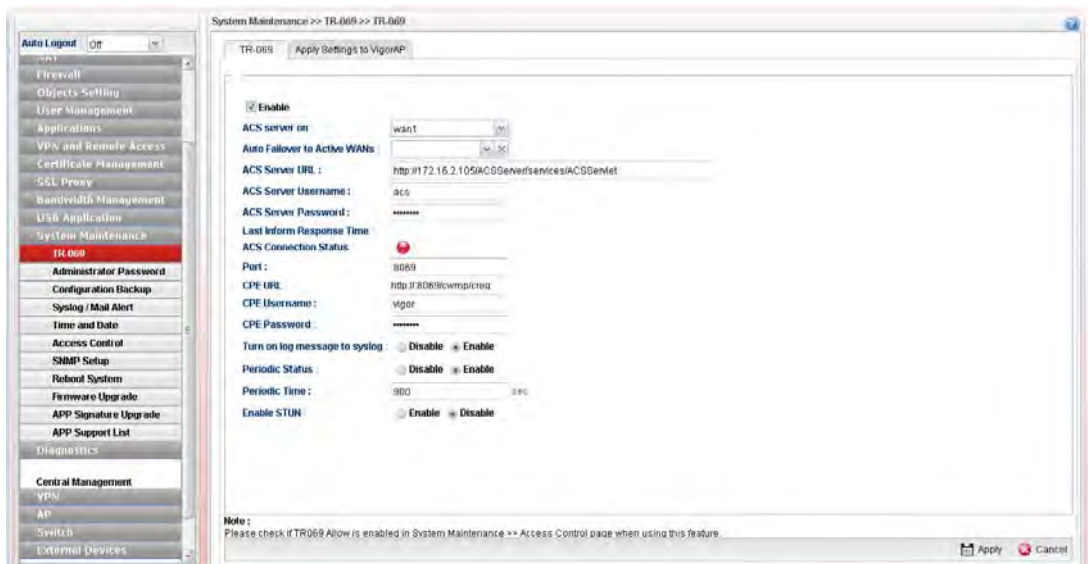 System Maintenance >> TR-069 >> TR-069
Auto Logout Off
NAT
Firewall
Objects Setting
User Management
Applications
VPN and Remote Access
Certificate Management
SSL Proxy
Bandwidth Management
USB Application
System Maintenance
TR-069
Administrator Password
Configuration Backup
Syslog / Mail Alert
Time and Date
Access Control
SNMP Setup
Reboot System
Firmware Upgrade
APP Signature Upgrade
APP Support List
Diagnostics
Central Management
VPN
AP
Switch
External Devices
TR-069 Apply Settings to VigorAP
Enable
ACS server on wan1
Auto Failover to Active WANs :
ACS Server URL : http://172.16.2.105/ACSServer/services/ACSServlet
ACS Server Username : acs
ACS Server Password : ••••••••
Last Inform Response Time
ACS Connection Status
Port : 8069
CPE URL http://:8069/cwmp/creq
CPE Username : vigor
CPE Password : ••••••••
Turn on log message to syslog : Disable Enable
Periodic Status : Disable Enable
Periodic Time : 900 sec
Enable STUN Enable Disable
Note :
Please check if TR069 Allow is enabled in System Maintenance >> Access Control page when using this feature.
Apply Cancel